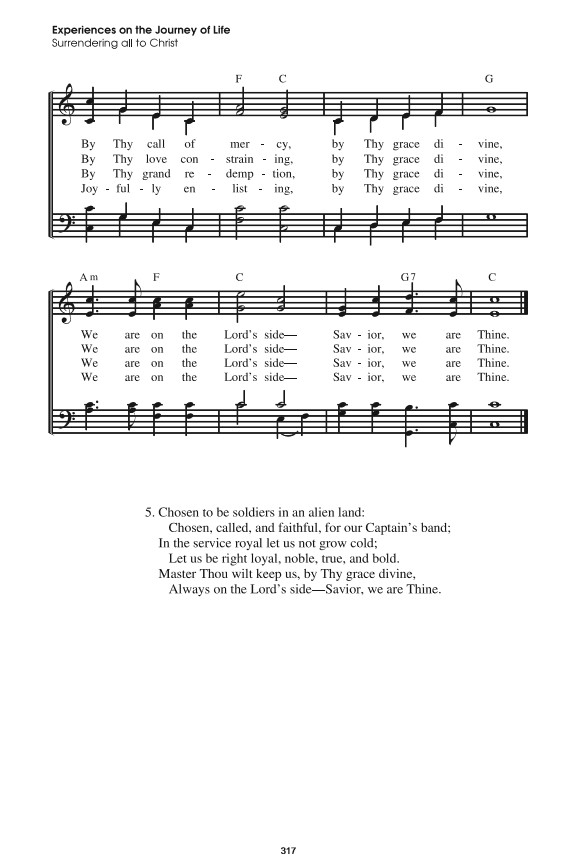 Experiences on the Journey of Life
Surrendering all to Christ
F C G
By Thy call of mer - cy, by Thy grace di - vine,
By Thy love con - strain - ing, by Thy grace di - vine,
By Thy grand re - demp - tion, by Thy grace di - vine,
Joy - ful - ly en - list - ing, by Thy grace di - vine,
Am F C G7 C
We are on the Lord's side— Sav - ior, we are Thine.
We are on the Lord's side— Sav - ior, we are Thine.
We are on the Lord's side— Sav - ior, we are Thine.
We are on the Lord's side— Sav - ior, we are Thine.
5. Chosen to be soldiers in an alien land:
Chosen, called, and faithful, for our Captain's band;
In the service royal let us not grow cold;
Let us be right loyal, noble, true, and bold.
Master Thou wilt keep us, by Thy grace divine,
Always on the Lord's side—Savior, we are Thine.
317